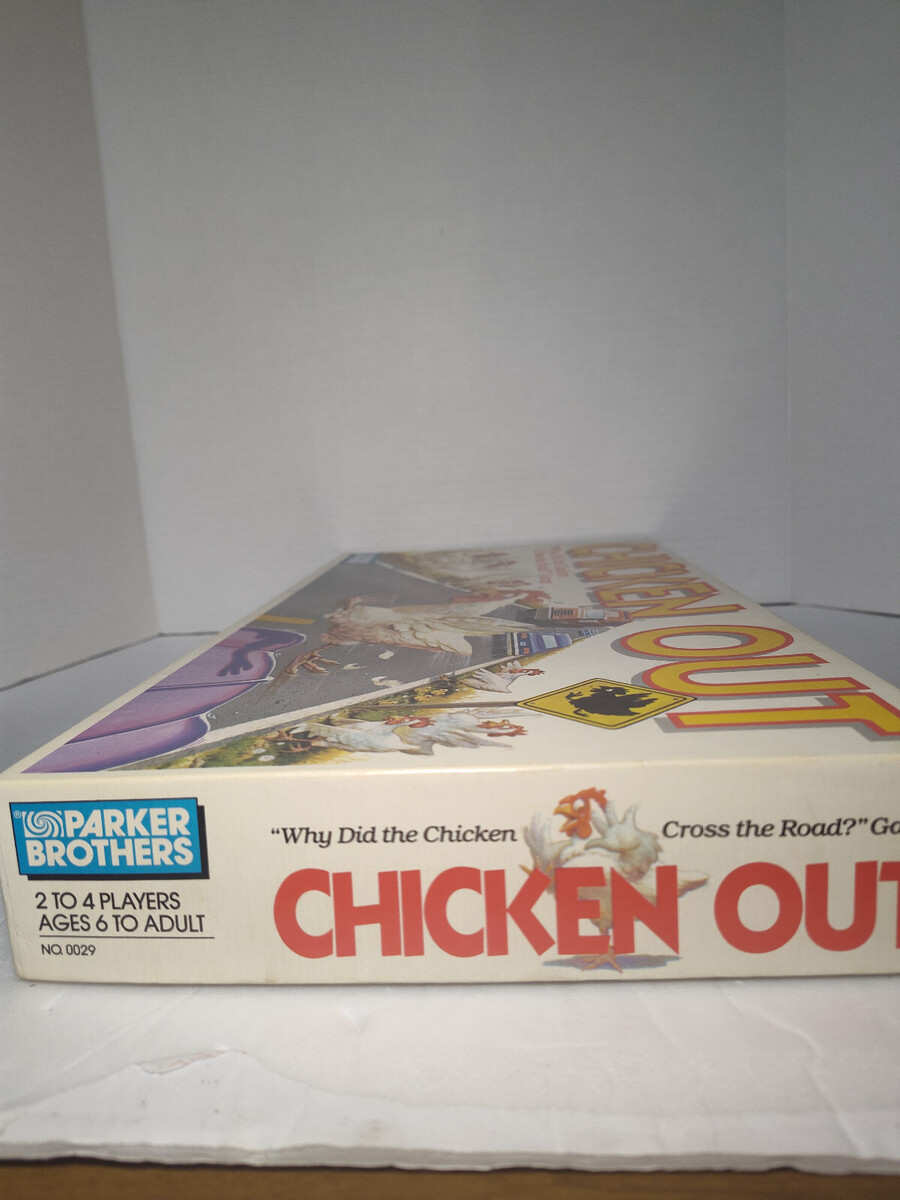 CHICKEN OUT
® PARKER
BROTHERS
2 TO 4 PLAYERS
AGES 6 TO ADULT
NO. 0029
"Why Did the Chicken Cross the Road?" Ga
CHICKEN OUT